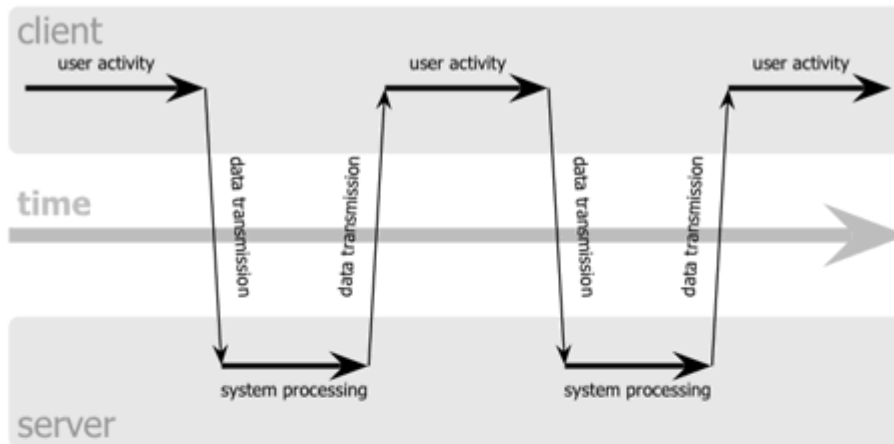 client
user activity
user activity
user activity
data transmission
data transmission
data transmission
data transmission
time
system processing
system processing
server